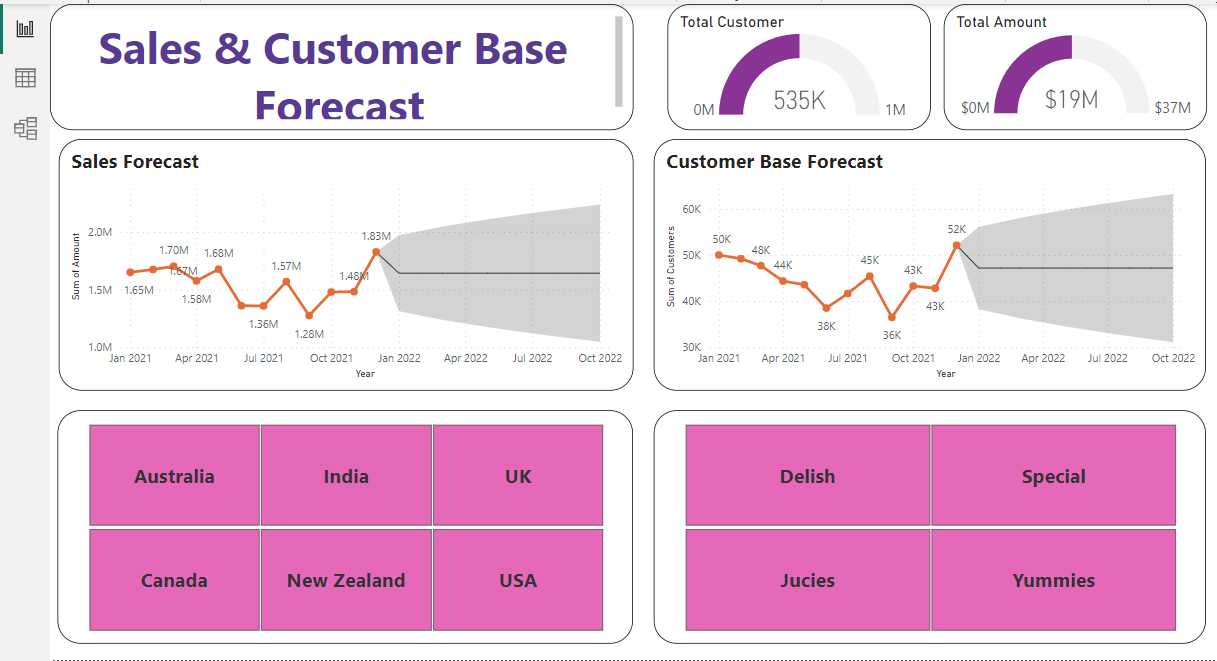 Sales & Customer Base
Forecast
Total Customer
0M
535K
1M
Total Amount
$0M
$19M
$37M
Sales Forecast
Sum of Amount
2.0M
1.5M
1.0M
1.65M
1.70M
1.67M
1.58M
1.68M
1.36M
1.57M
1.28M
1.48M
1.83M
Jan 2021
Apr 2021
Jul 2021
Oct 2021
Jan 2022
Apr 2022
Jul 2022
Oct 2022
Year
Customer Base Forecast
Sum of Customers
60K
50K
40K
30K
50K
48K
44K
38K
45K
36K
43K
43K
52K
Jan 2021
Apr 2021
Jul 2021
Oct 2021
Jan 2022
Apr 2022
Jul 2022
Oct 2022
Year
Australia
India
UK
Canada
New Zealand
USA
Delish
Special
Jucies
Yummies